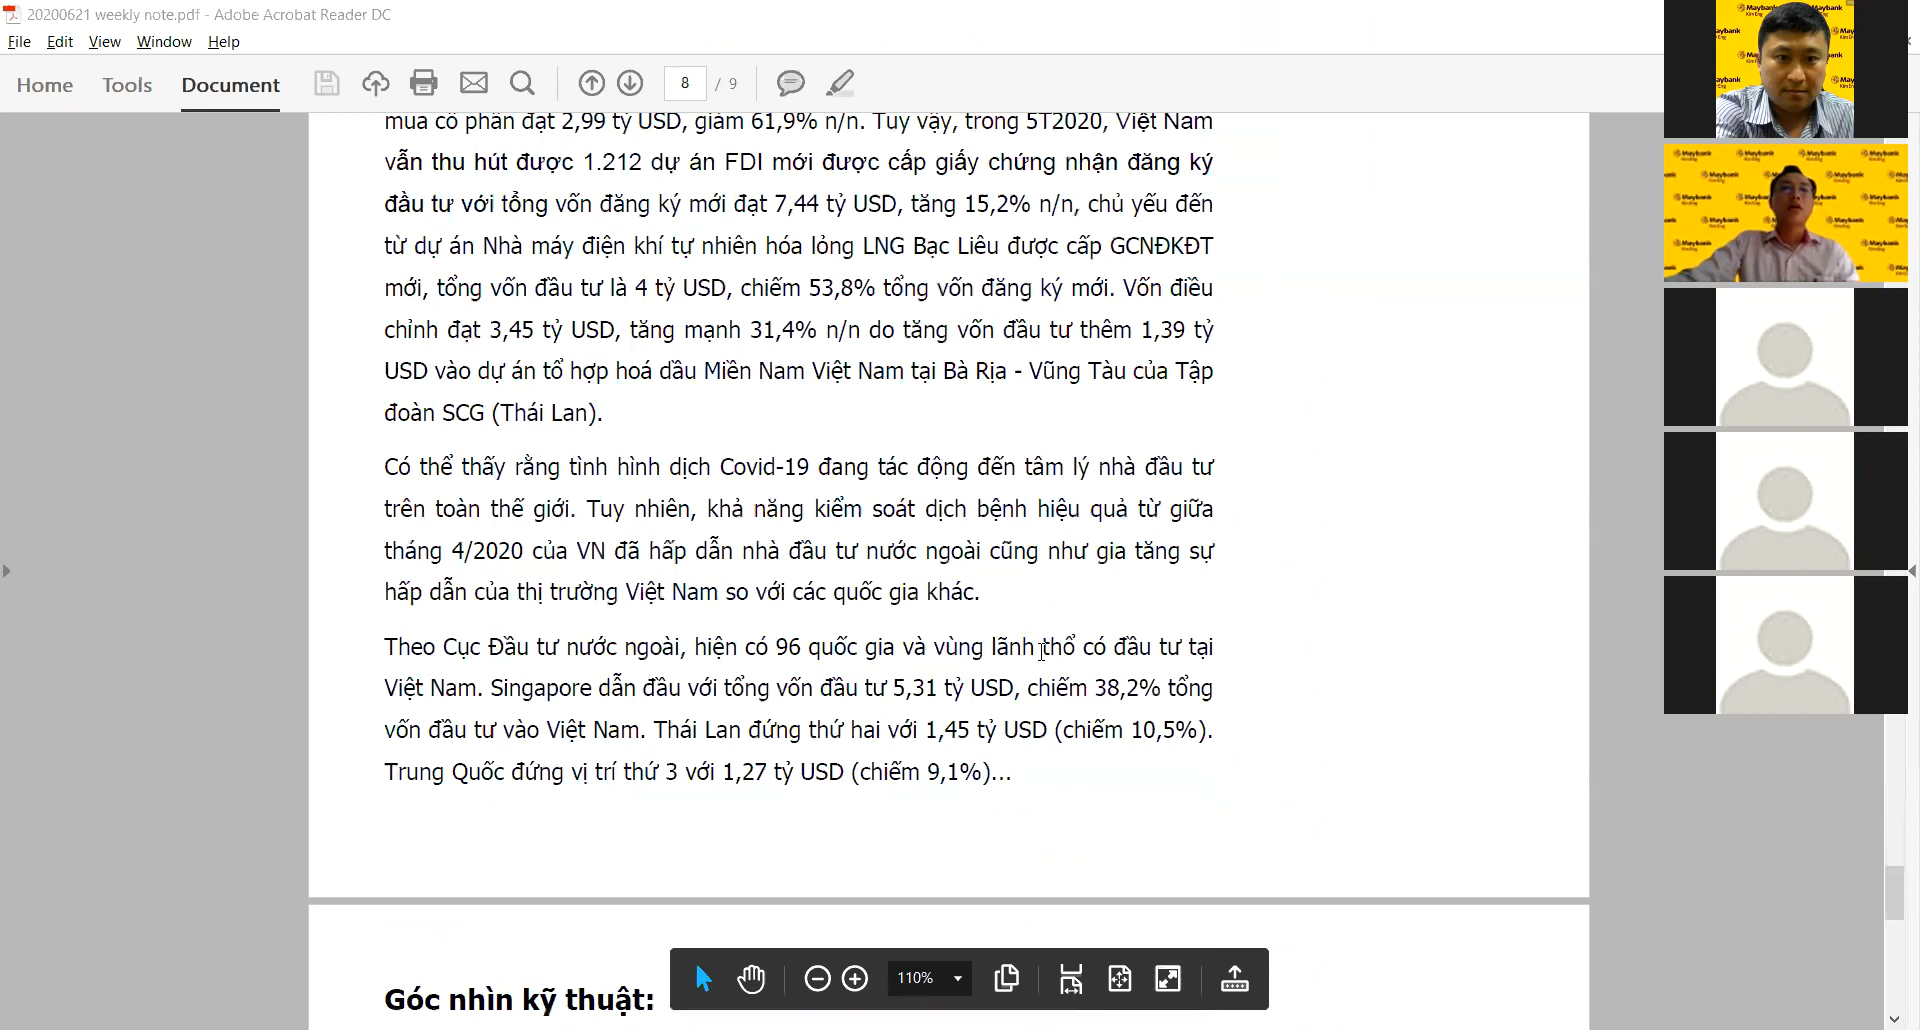 20200621 weekly note.pdf - Adobe Acrobat Reader DC
File Edit View Window Help
Home Tools Document 8 / 9
mua cổ phần đạt 2,99 tỷ USD, giảm 61,9% n/n. Tuy vậy, trong 5T2020, Việt Nam
vẫn thu hút được 1.212 dự án FDI mới được cấp giấy chứng nhận đăng ký
đầu tư với tổng vốn đăng ký mới đạt 7,44 tỷ USD, tăng 15,2% n/n, chủ yếu đến
từ dự án Nhà máy điện khí tự nhiên hóa lỏng LNG Bạc Liêu được cấp GCNĐKĐT
mới, tổng vốn đầu tư là 4 tỷ USD, chiếm 53,8% tổng vốn đăng ký mới. Vốn điều
chỉnh đạt 3,45 tỷ USD, tăng mạnh 31,4% n/n do tăng vốn đầu tư thêm 1,39 tỷ
USD vào dự án tổ hợp hoá dầu Miền Nam Việt Nam tại Bà Rịa - Vũng Tàu của Tập
đoàn SCG (Thái Lan).
Có thể thấy rằng tình hình dịch Covid-19 đang tác động đến tâm lý nhà đầu tư
trên toàn thế giới. Tuy nhiên, khả năng kiểm soát dịch bệnh hiệu quả từ giữa
tháng 4/2020 của VN đã hấp dẫn nhà đầu tư nước ngoài cũng như gia tăng sự
hấp dẫn của thị trường Việt Nam so với các quốc gia khác.
Theo Cục Đầu tư nước ngoài, hiện có 96 quốc gia và vùng lãnh thổ có đầu tư tại
Việt Nam. Singapore dẫn đầu với tổng vốn đầu tư 5,31 tỷ USD, chiếm 38,2% tổng
vốn đầu tư vào Việt Nam. Thái Lan đứng thứ hai với 1,45 tỷ USD (chiếm 10,5%).
Trung Quốc đứng vị trí thứ 3 với 1,27 tỷ USD (chiếm 9,1%)...
Góc nhìn kỹ thuật:
110%
Maybank
Kim Eng